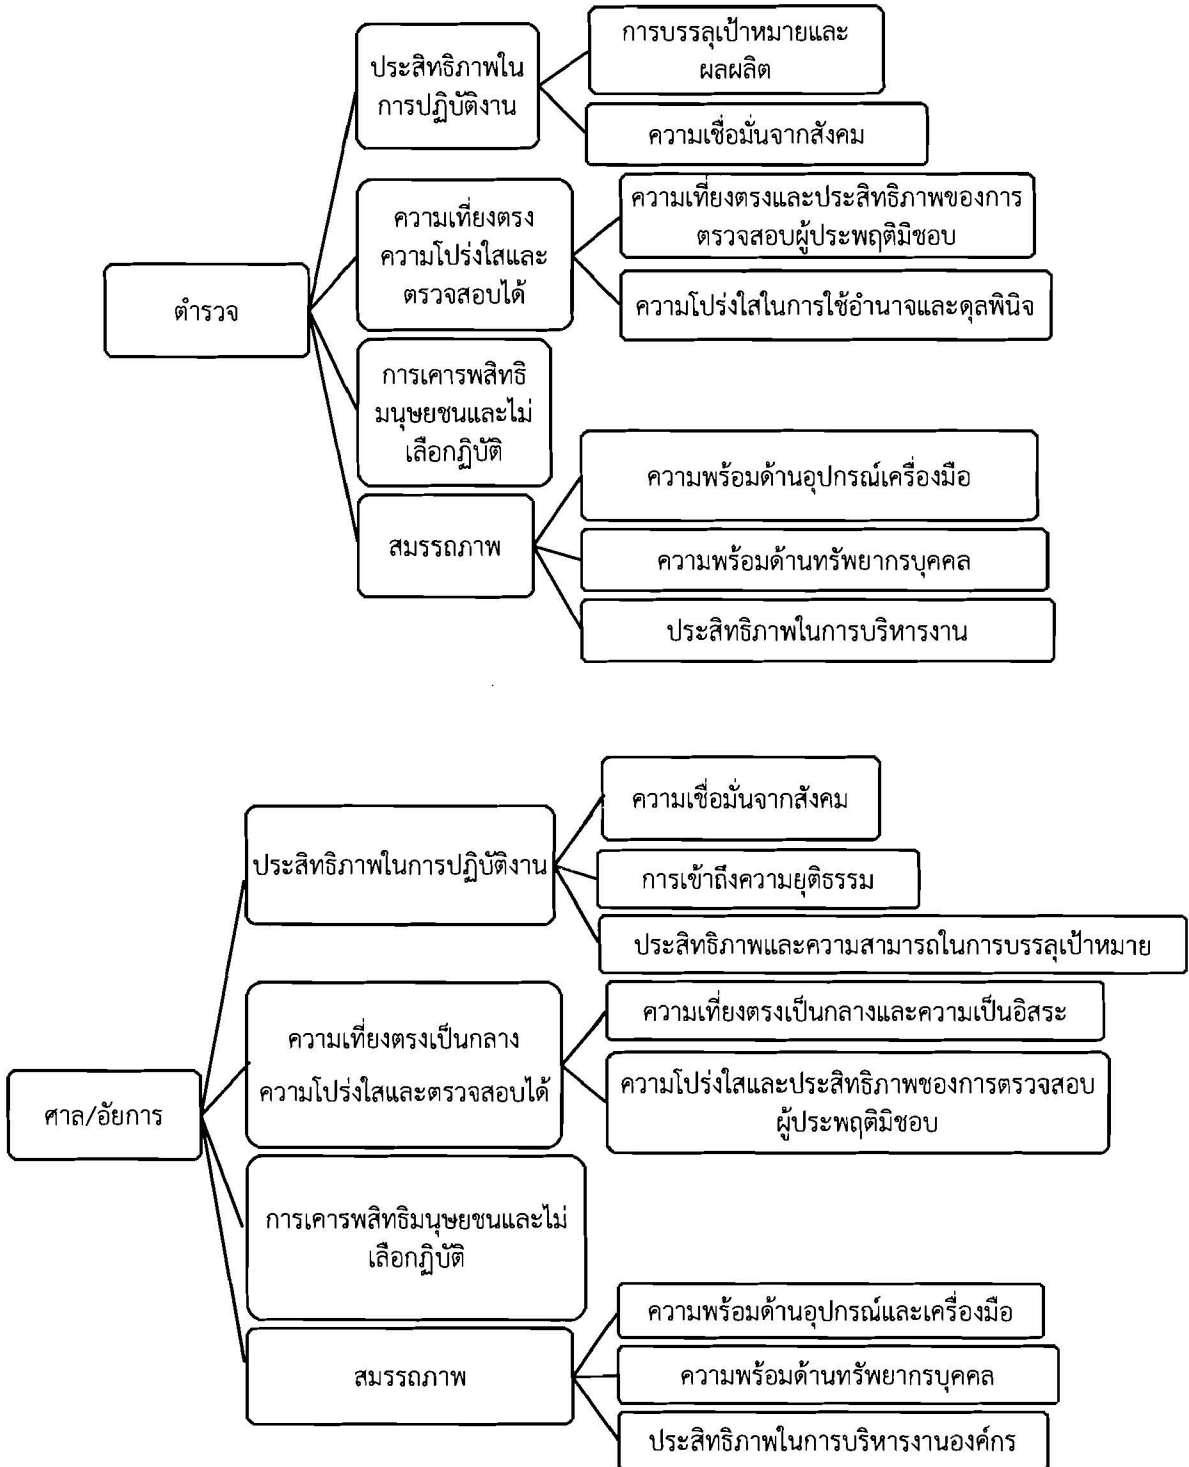 ตำรวจ
ประสิทธิภาพใน
การปฏิบัติงาน
การบรรลุเป้าหมายและ
ผลผลิต
ความเชื่อมั่นจากสังคม
ความเที่ยงตรง
ความโปร่งใสและ
ตรวจสอบได้
ความเที่ยงตรงและประสิทธิภาพของการ
ตรวจสอบผู้ประพฤติมิชอบ
ความโปร่งใสในการใช้อำนาจและดุลพินิจ
การเคารพสิทธิ
มนุษยชนและไม่
เลือกฏิบัติ
สมรรถภาพ
ความพร้อมด้านอุปกรณ์เครื่องมือ
ความพร้อมด้านทรัพยากรบุคคล
ประสิทธิภาพในการบริหารงาน
ศาล/อัยการ
ประสิทธิภาพในการปฏิบัติงาน
ความเชื่อมั่นจากสังคม
การเข้าถึงความยุติธรรม
ประสิทธิภาพและความสามารถในการบรรลุเป้าหมาย
ความเที่ยงตรงเป็นกลาง
ความโปร่งใสและตรวจสอบได้
ความเที่ยงตรงเป็นกลางและความเป็นอิสระ
ความโปร่งใสและประสิทธิภาพชองการตรวจสอบ
ผู้ประพฤติมิชอบ
การเคารพสิทธิมนุษยชนและไม่
เลือกฏิบัติ
สมรรถภาพ
ความพร้อมด้านอุปกรณ์และเครื่องมือ
ความพร้อมด้านทรัพยากรบุคคล
ประสิทธิภาพในการบริหารงานองค์กร